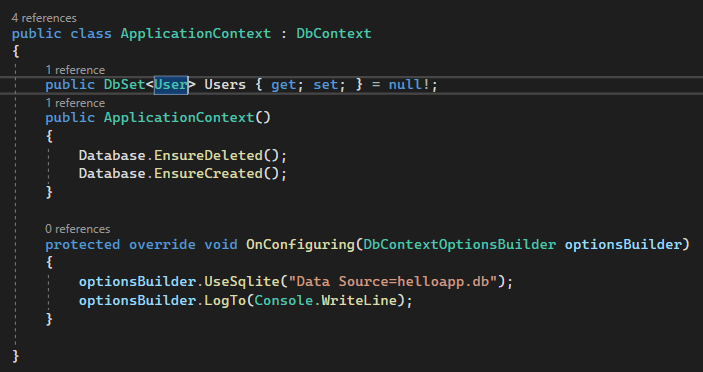 4 references
public class ApplicationContext : DbContext
{
1 reference
public DbSet<User> Users { get; set; } = null!;
1 reference
public ApplicationContext()
{
Database.EnsureDeleted();
Database.EnsureCreated();
}
0 references
protected override void OnConfiguring(DbContextOptionsBuilder optionsBuilder)
{
optionsBuilder.UseSqlite("Data Source=helloapp.db");
optionsBuilder.LogTo(Console.WriteLine);
}
}